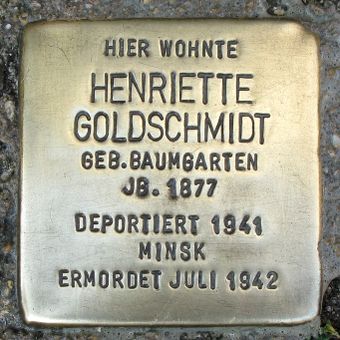 HIER WOHNTE
HENRIETTE
GOLDSCHMIDT
GEB. BAUMGARTEN
JG. 1877
DEPORTIERT 1941
MINSK
ERMORDET JULI 1942